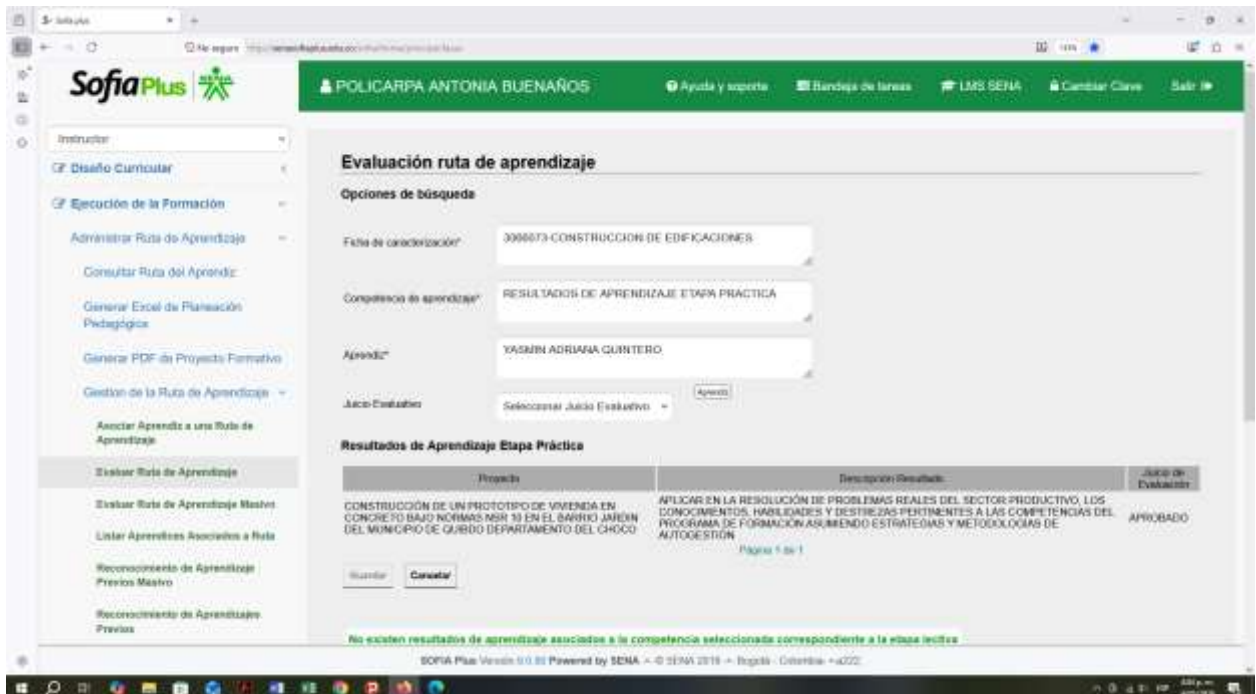 Sofia Plus
SofiaPlus
SENA
POLICARPA ANTONIA BUENAÑOS
Ayuda y soporte
Bandeja de tareas
LMS SENA
Cambiar Clave
Salir
Instructor
Diseño Curricular
Ejecución de la Formación
Administrar Ruta de Aprendizaje
Consultar Ruta del Aprendiz
Generar Excel de Planeación
Pedagógica
Generar PDF de Proyecto Formativo
Gestion de la Ruta de Aprendizaje
Asociar Aprendiz a una Ruta de
Aprendizaje
Evaluar Ruta de Aprendizaje
Evaluar Ruta de Aprendizaje Masivo
Listar Aprendices Asociados a Ruta
Reconocimiento de Aprendizaje
Previos Masivo
Reconocimiento de Aprendizajes
Previos
Evaluación ruta de aprendizaje
Opciones de búsqueda
Ficha de caracterización*
CONSTRUCCION DE EDIFICACIONES
Competencia de aprendizaje*
RESULTADOS DE APRENDIZAJE ETAPA PRACTICA
Aprendiz*
YASMIN ADRIANA QUINTERO
Aprendiz
Juicio Evaluativo
Seleccionar Juicio Evaluativo
Resultados de Aprendizaje Etapa Práctica
Proyecto
Descripción Resultado
Juicio de
Evaluación
CONSTRUCCIÓN DE UN PROTOTIPO DE VIVIENDA EN
CONCRETO BAJO NORMAS NSR 10 EN EL BARRIO JARDIN
DEL MUNICIPIO DE QUIBDO DEPARTAMENTO DEL CHOCO
APLICAR EN LA RESOLUCIÓN DE PROBLEMAS REALES DEL SECTOR PRODUCTIVO, LOS
CONOCIMIENTOS, HABILIDADES Y DESTREZAS PERTINENTES A LAS COMPETENCIAS DEL
PROGRAMA DE FORMACIÓN ASUMIENDO ESTRATEGIAS Y METODOLOGÍAS DE
AUTOGESTIÓN
APROBADO
Página 1 de 1
Guardar
Cancelar
No existen resultados de aprendizaje asociados a la competencia seleccionada correspondiente a la etapa lectiva
SOFIA Plus Versión Powered by SENA - © SENA 2019 - Bogotá - Colombia